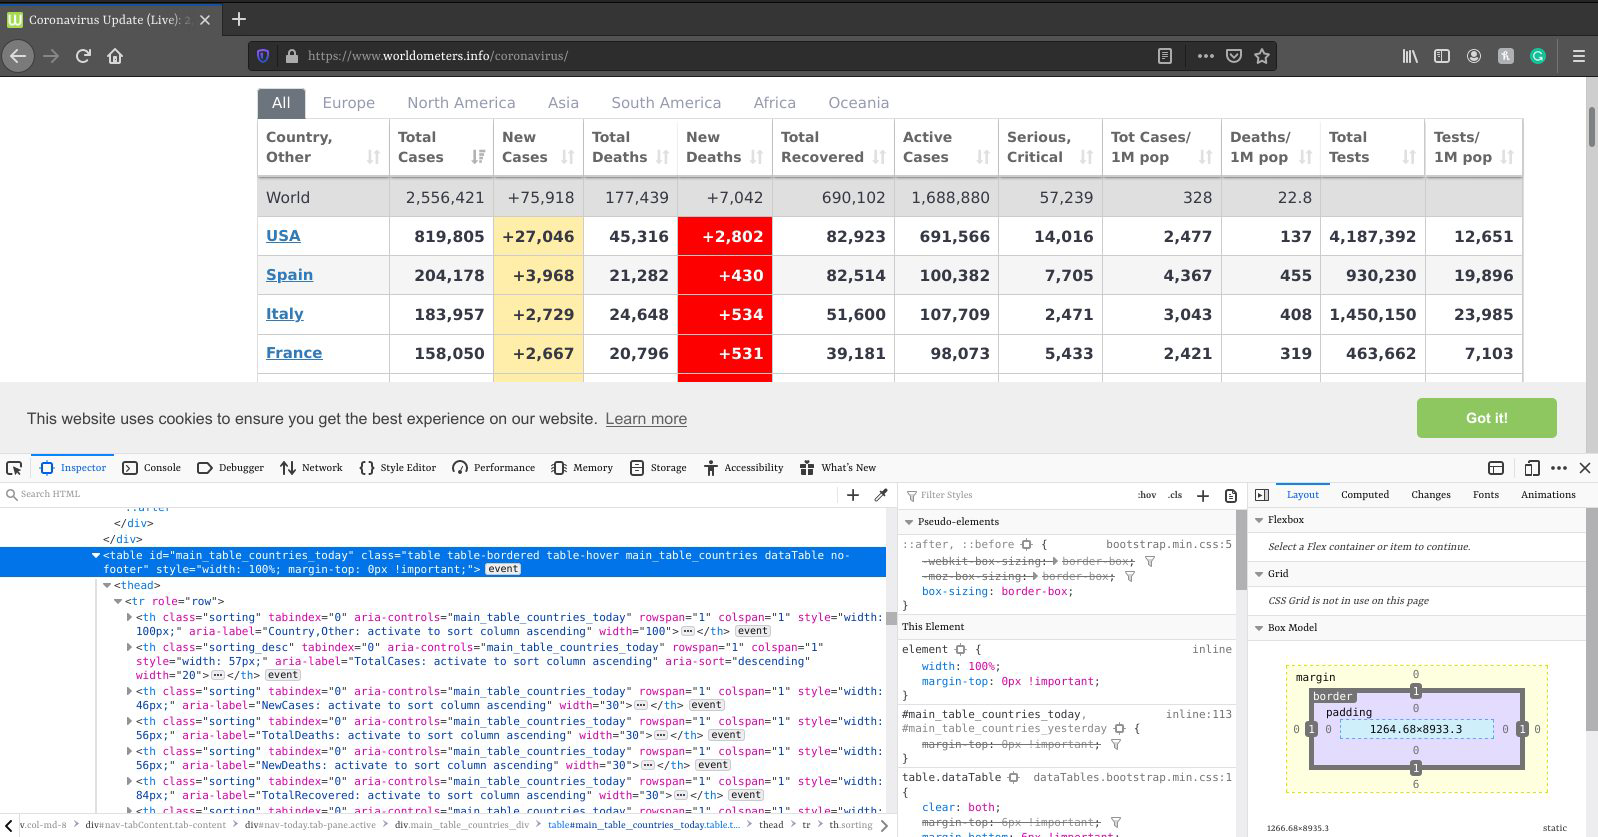 Coronavirus Update (Live): 2,
https://www.worldometers.info/coronavirus/
All Europe North America Asia South America Africa Oceania
Country, Other Total Cases New Cases Total Deaths New Deaths Total Recovered Active Cases Serious, Critical Tot Cases/ 1M pop Deaths/ 1M pop Total Tests Tests/ 1M pop
World 2,556,421 +75,918 177,439 +7,042 690,102 1,688,880 57,239 328 22.8
USA 819,805 +27,046 45,316 +2,802 82,923 691,566 14,016 2,477 137 4,187,392 12,651
Spain 204,178 +3,968 21,282 +430 82,514 100,382 7,705 4,367 455 930,230 19,896
Italy 183,957 +2,729 24,648 +534 51,600 107,709 2,471 3,043 408 1,450,150 23,985
France 158,050 +2,667 20,796 +531 39,181 98,073 5,433 2,421 319 463,662 7,103
This website uses cookies to ensure you get the best experience on our website. Learn more Got it!
Inspector Console Debugger Network Style Editor Performance Memory Storage Accessibility What's New
Search HTML
</div>
</div>
<table id="main_table_countries_today" class="table table-bordered table-hover main_table_countries dataTable no-
footer" style="width: 100%; margin-top: 0px !important;"> event
<thead>
<tr role="row">
<th class="sorting" tabindex="0" aria-controls="main_table_countries_today" rowspan="1" colspan="1" style="width:
100px;" aria-label="Country,Other: activate to sort column ascending" width="100">…</th> event
<th class="sorting_desc" tabindex="0" aria-controls="main_table_countries_today" rowspan="1" colspan="1"
style="width: 57px;" aria-label="TotalCases: activate to sort column ascending" aria-sort="descending"
width="20">…</th> event
<th class="sorting" tabindex="0" aria-controls="main_table_countries_today" rowspan="1" colspan="1" style="width:
46px;" aria-label="NewCases: activate to sort column ascending" width="30">…</th> event
<th class="sorting" tabindex="0" aria-controls="main_table_countries_today" rowspan="1" colspan="1" style="width:
56px;" aria-label="TotalDeaths: activate to sort column ascending" width="30">…</th> event
<th class="sorting" tabindex="0" aria-controls="main_table_countries_today" rowspan="1" colspan="1" style="width:
56px;" aria-label="NewDeaths: activate to sort column ascending" width="30">…</th> event
<th class="sorting" tabindex="0" aria-controls="main_table_countries_today" rowspan="1" colspan="1" style="width:
84px;" aria-label="TotalRecovered: activate to sort column ascending" width="30">…</th> event
v.col-md-8 div#nav-tabContent.tab-content div#nav-today.tab-pane.active div.main_table_countries_div table#main_table_countries_today.table.t… thead tr th.sorting
Filter Styles :hov .cls
Pseudo-elements
::after, ::before { bootstrap.min.css:5
-webkit-box-sizing: border-box;
-moz-box-sizing: border-box;
box-sizing: border-box;
}
This Element
element { inline
width: 100%;
margin-top: 0px !important;
}
#main_table_countries_today, inline:113
#main_table_countries_yesterday {
margin-top: 0px !important;
}
table.dataTable dataTables.bootstrap.min.css:1
{
clear: both;
margin-top: 6px !important;
margin-bottom: 6px !important;
Layout Computed Changes Fonts Animations
Flexbox
Select a Flex container or item to continue.
Grid
CSS Grid is not in use on this page
Box Model
margin 0
border 1
padding 0
0 1 0 1264.68×8933.3 0 1 0
0
1
6
1266.68×8935.3 static